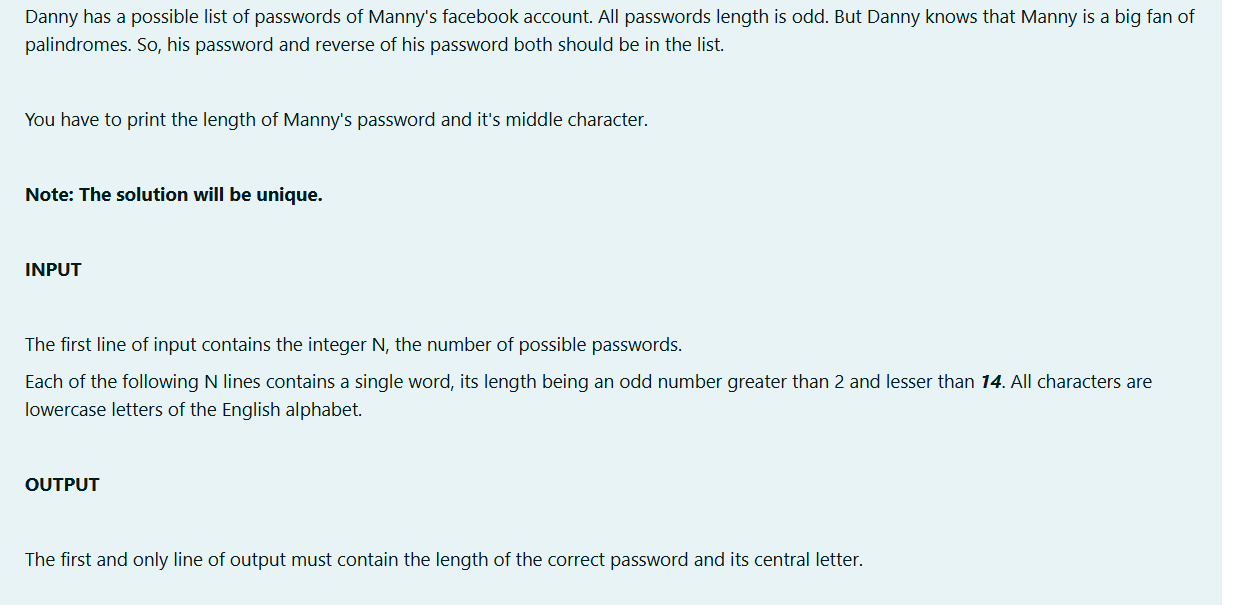 Danny has a possible list of passwords of Manny's facebook account. All passwords length is odd. But Danny knows that Manny is a big fan of
palindromes. So, his password and reverse of his password both should be in the list.
You have to print the length of Manny's password and it's middle character.
Note: The solution will be unique.
INPUT
The first line of input contains the integer N, the number of possible passwords.
Each of the following N lines contains a single word, its length being an odd number greater than 2 and lesser than 14. All characters are
lowercase letters of the English alphabet.
OUTPUT
The first and only line of output must contain the length of the correct password and its central letter.